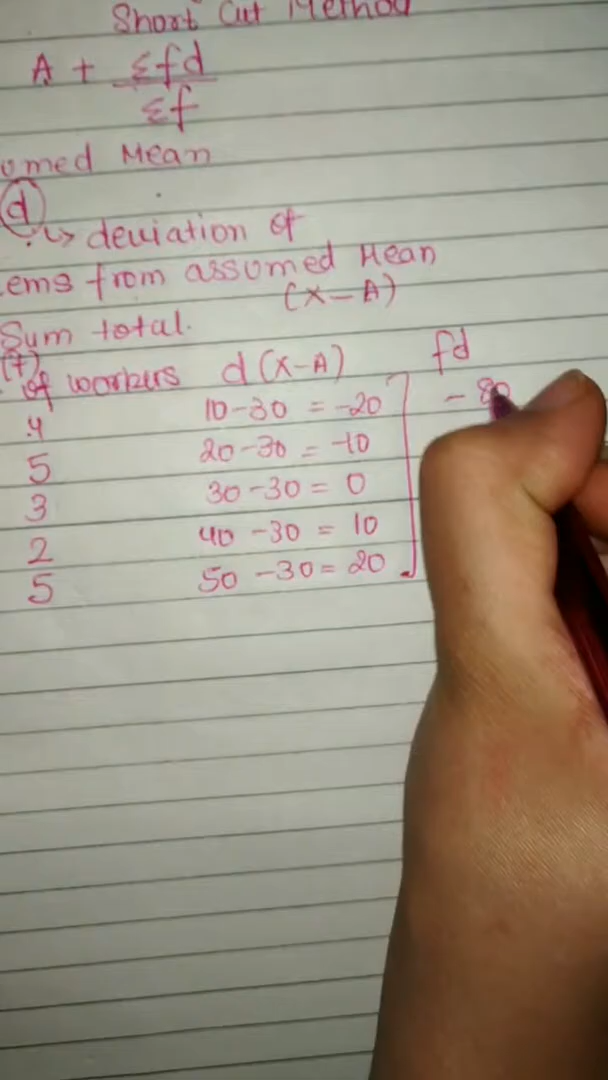 Short Cut Method
A + Σfd
Σf
umed Mean
d
↳ deviation of
ems from assumed Mean
(X-A)
Sum total.
(f)
of workers d (X-A) fd
4 10-30 = -20 - 80
5 20-30 = -10
3 30-30 = 0
2 40-30 = 10
5 50-30 = 20